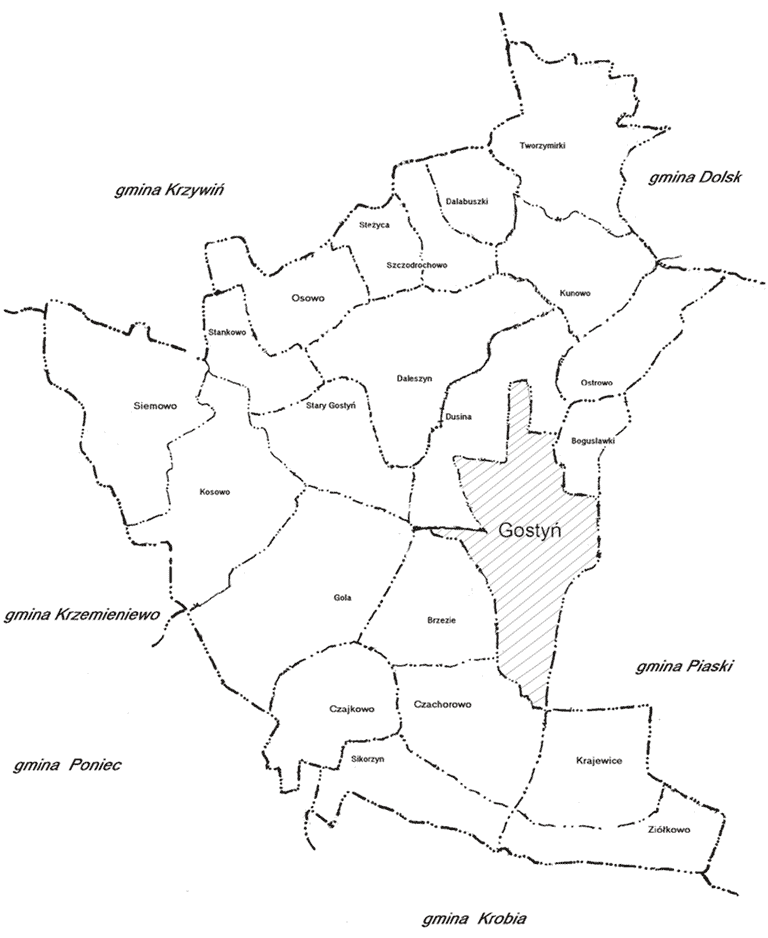 Tworzymirki
gmina Dolsk
gmina Krzywiń
Dalabuszki
Stężyca
Szczodrochowo
Kunowo
Osowo
Stankowo
Daleszyn
Ostrowo
Siemowo
Stary Gostyń
Dusina
Bogusławki
Kosowo
Gostyń
Gola
gmina Krzemieniewo
Brzezie
gmina Piaski
Czajkowo
Czachorowo
Sikorzyn
Krajewice
gmina Poniec
Ziółkowo
gmina Krobia